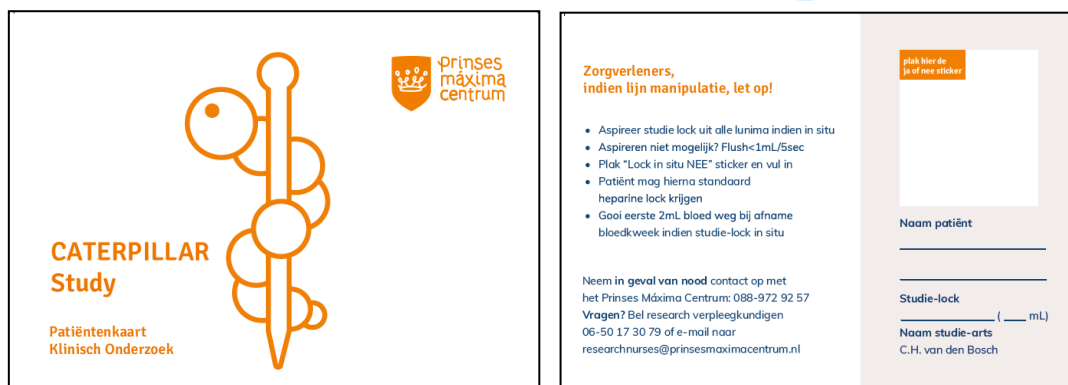 prinses
máxima
centrum
CATERPILLAR
Study
Patiëntenkaart
Klinisch Onderzoek
Zorgverleners,
indien lijn manipulatie, let op!
• Aspireer studie lock uit alle lunima indien in situ
• Aspireren niet mogelijk? Flush<1mL/5sec
• Plak “Lock in situ NEE” sticker en vul in
• Patiënt mag hierna standaard
heparine lock krijgen
• Gooi eerste 2mL bloed weg bij afname
bloedkweek indien studie-lock in situ
Neem in geval van nood contact op met
het Prinses Máxima Centrum: 088-972 92 57
Vragen? Bel research verpleegkundigen
06-50 17 30 79 of e-mail naar
researchnurses@prinsesmaximacentrum.nl
plak hier de
ja of nee sticker
Naam patiënt
Studie-lock
( ___ mL)
Naam studie-arts
C.H. van den Bosch